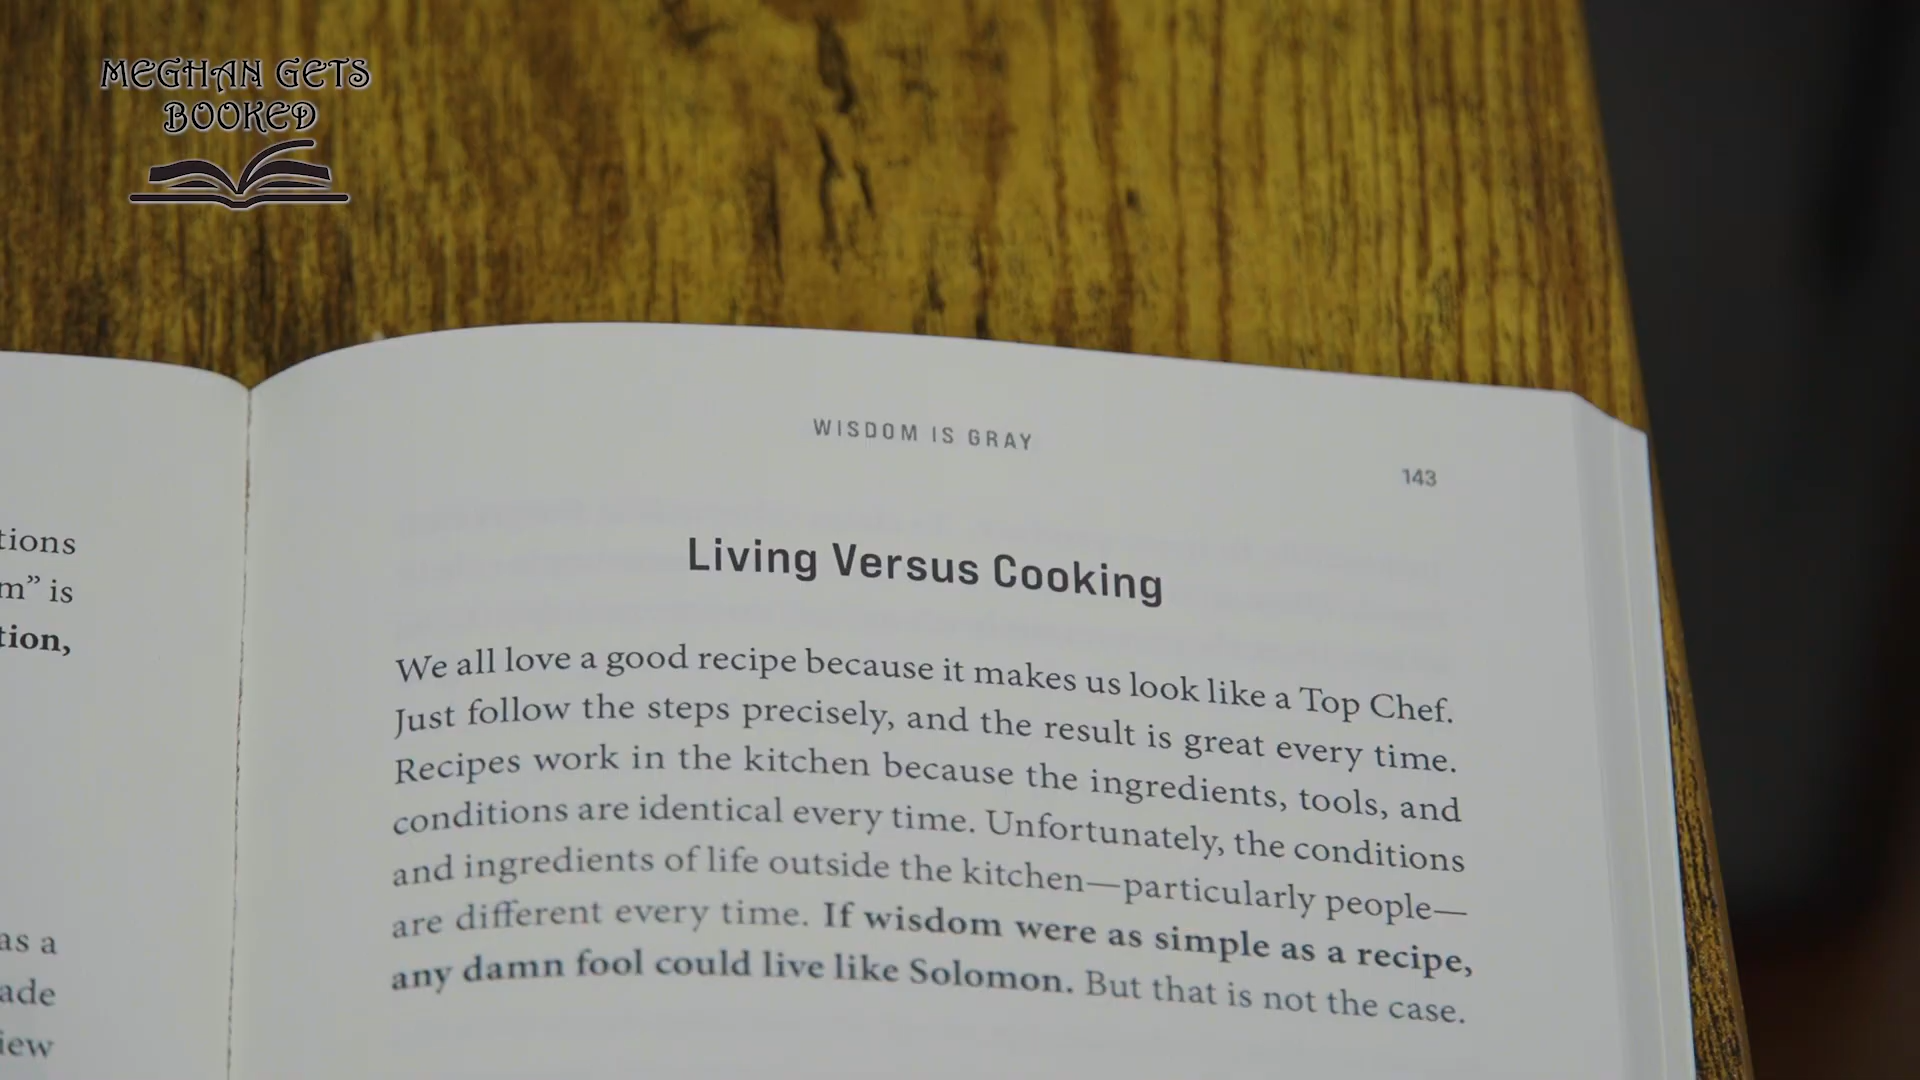 MEGHAN GETS
BOOKED
tions
m” is
tion,
as a
ade
iew
WISDOM IS GRAY
143
Living Versus Cooking
We all love a good recipe because it makes us look like a Top Chef.
Just follow the steps precisely, and the result is great every time.
Recipes work in the kitchen because the ingredients, tools, and
conditions are identical every time. Unfortunately, the conditions
and ingredients of life outside the kitchen—particularly people—
are different every time. If wisdom were as simple as a recipe,
any damn fool could live like Solomon. But that is not the case.